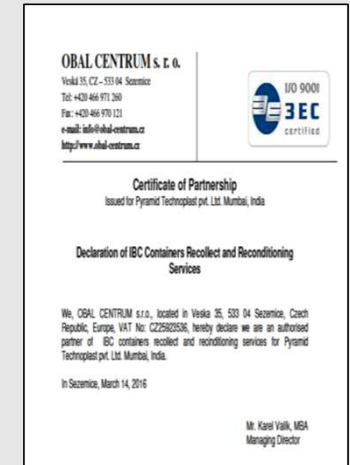 OBAL CENTRUM s. r. o.
Veská 35, CZ – 533 04 Sezemice
Tel: +420 466 971 260
Fax: +420 466 970 121
e-mail: info@obal-centrum.cz
http://www.obal-centrum.cz
ISO 9001
3EC
certified
Certificate of Partnership
Issued for Pyramid Technoplast pvt. Ltd. Mumbai, India
Declaration of IBC Containers Recollect and Reconditioning
Services
We, OBAL CENTRUM s.r.o., located in Veska 35, 533 04 Sezemice, Czech
Republic, Europe, VAT No: CZ25923536, hereby declare we are an authorised
partner of IBC containers recollect and recinditioning services for Pyramid
Technoplast pvt. Ltd. Mumbai, India.
In Sezemice, March 14, 2016
Mr. Karel Valik, MBA
Managing Director